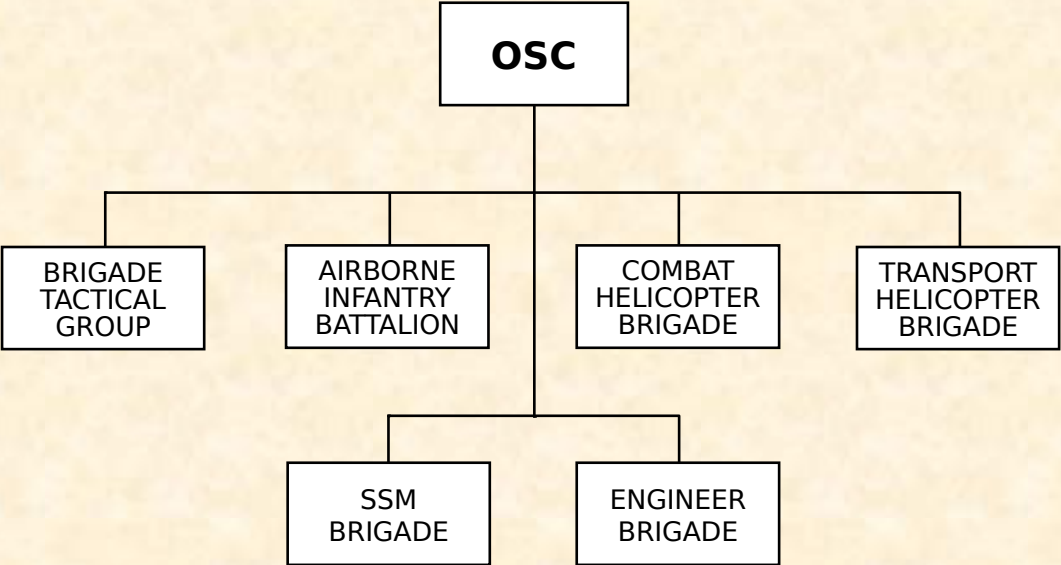 OSC
BRIGADE
TACTICAL
GROUP
AIRBORNE
INFANTRY
BATTALION
COMBAT
HELICOPTER
BRIGADE
TRANSPORT
HELICOPTER
BRIGADE
SSM
BRIGADE
ENGINEER
BRIGADE